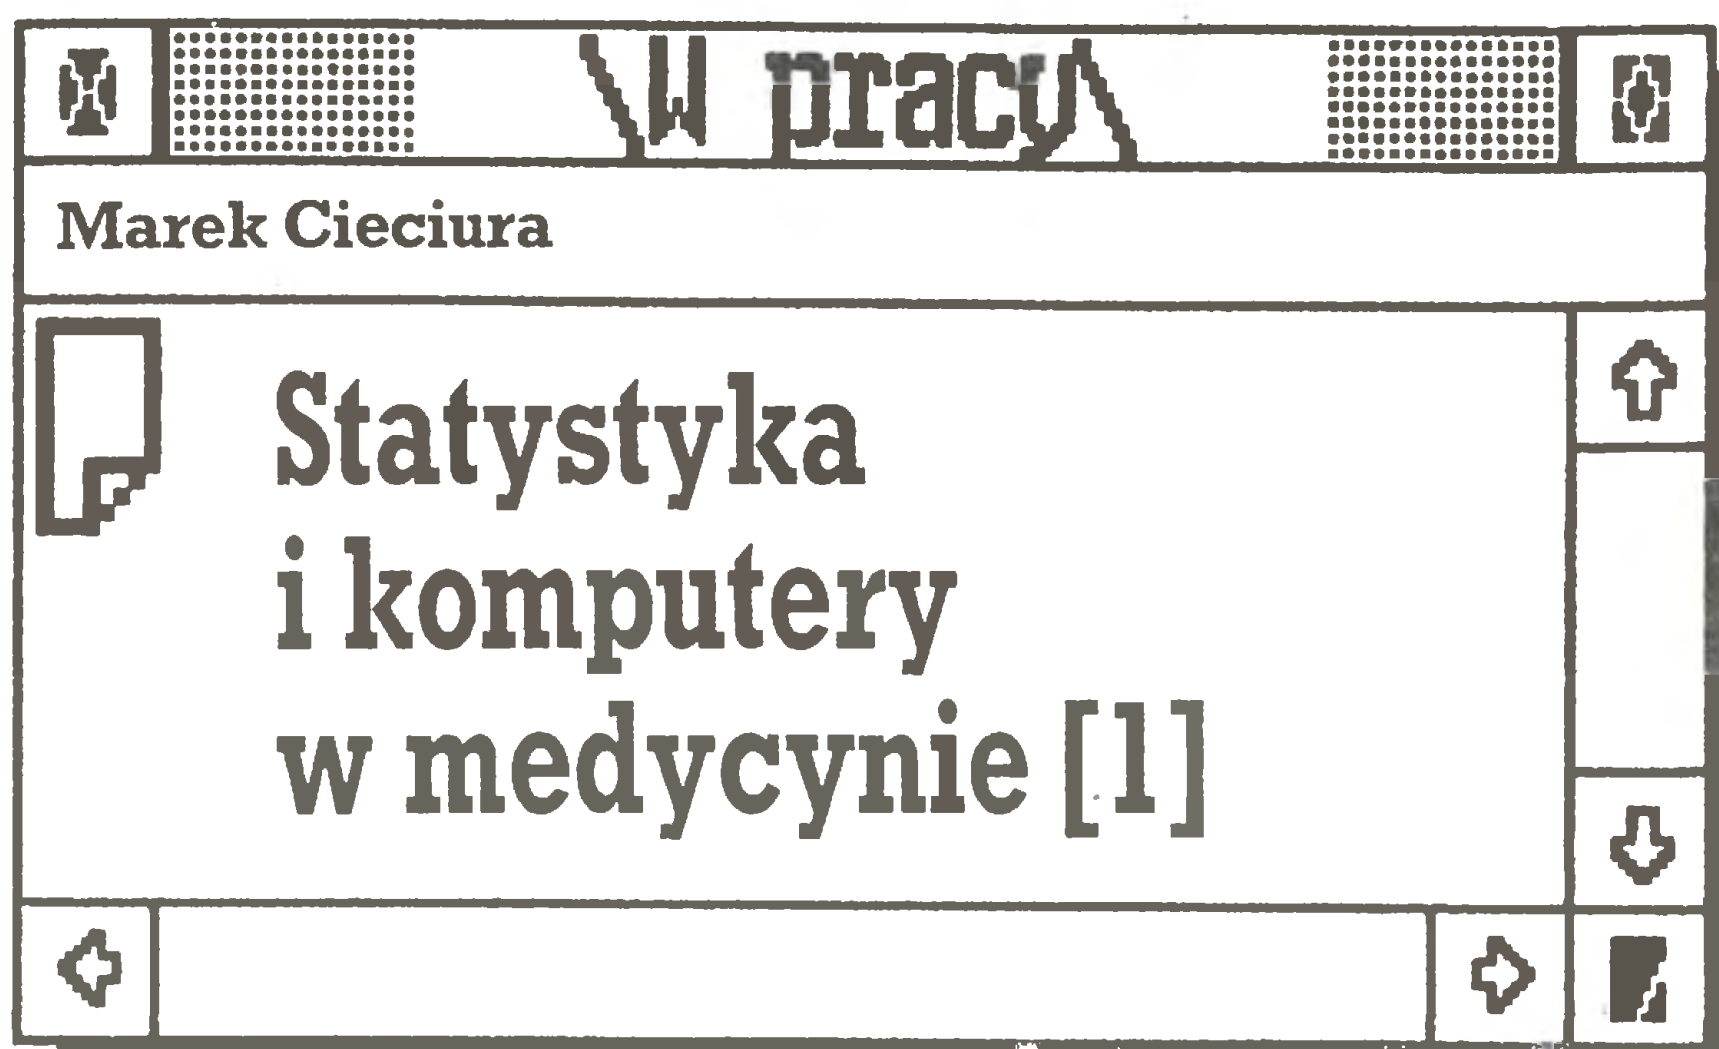 \W pracy\
Marek Cieciura
Statystyka
i komputery
w medycynie [1]